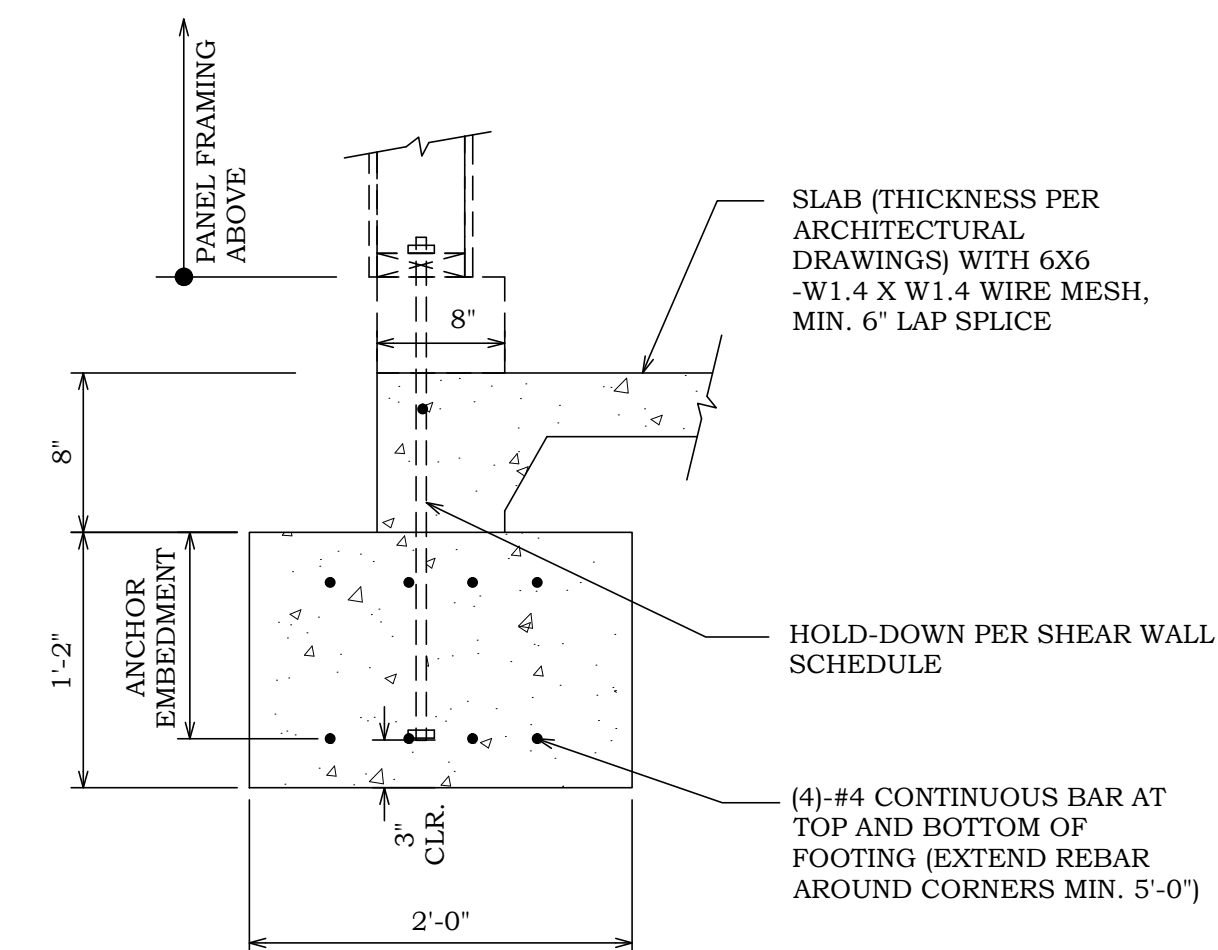 PANEL FRAMING
ABOVE
SLAB (THICKNESS PER
ARCHITECTURAL
DRAWINGS) WITH 6X6
-W1.4 X W1.4 WIRE MESH,
MIN. 6" LAP SPLICE
8"
8"
1'-2"
ANCHOR
EMBEDMENT
HOLD-DOWN PER SHEAR WALL
SCHEDULE
3"
CLR.
(4)-#4 CONTINUOUS BAR AT
TOP AND BOTTOM OF
FOOTING (EXTEND REBAR
AROUND CORNERS MIN. 5'-0")
2'-0"